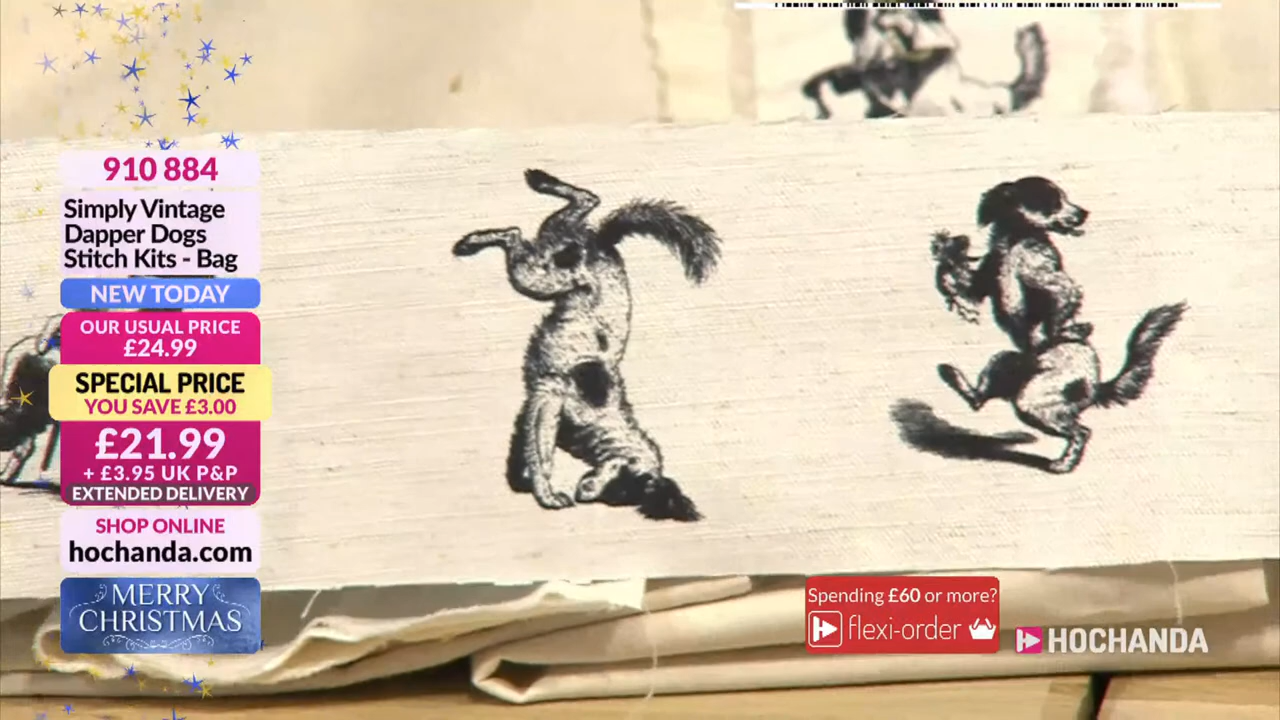 910 884
Simply Vintage
Dapper Dogs
Stitch Kits - Bag
NEW TODAY
OUR USUAL PRICE
£24.99
SPECIAL PRICE
YOU SAVE £3.00
£21.99
+ £3.95 UK P&P
EXTENDED DELIVERY
SHOP ONLINE
hochanda.com
MERRY
CHRISTMAS
Spending £60 or more?
flexi-order
HOCHANDA